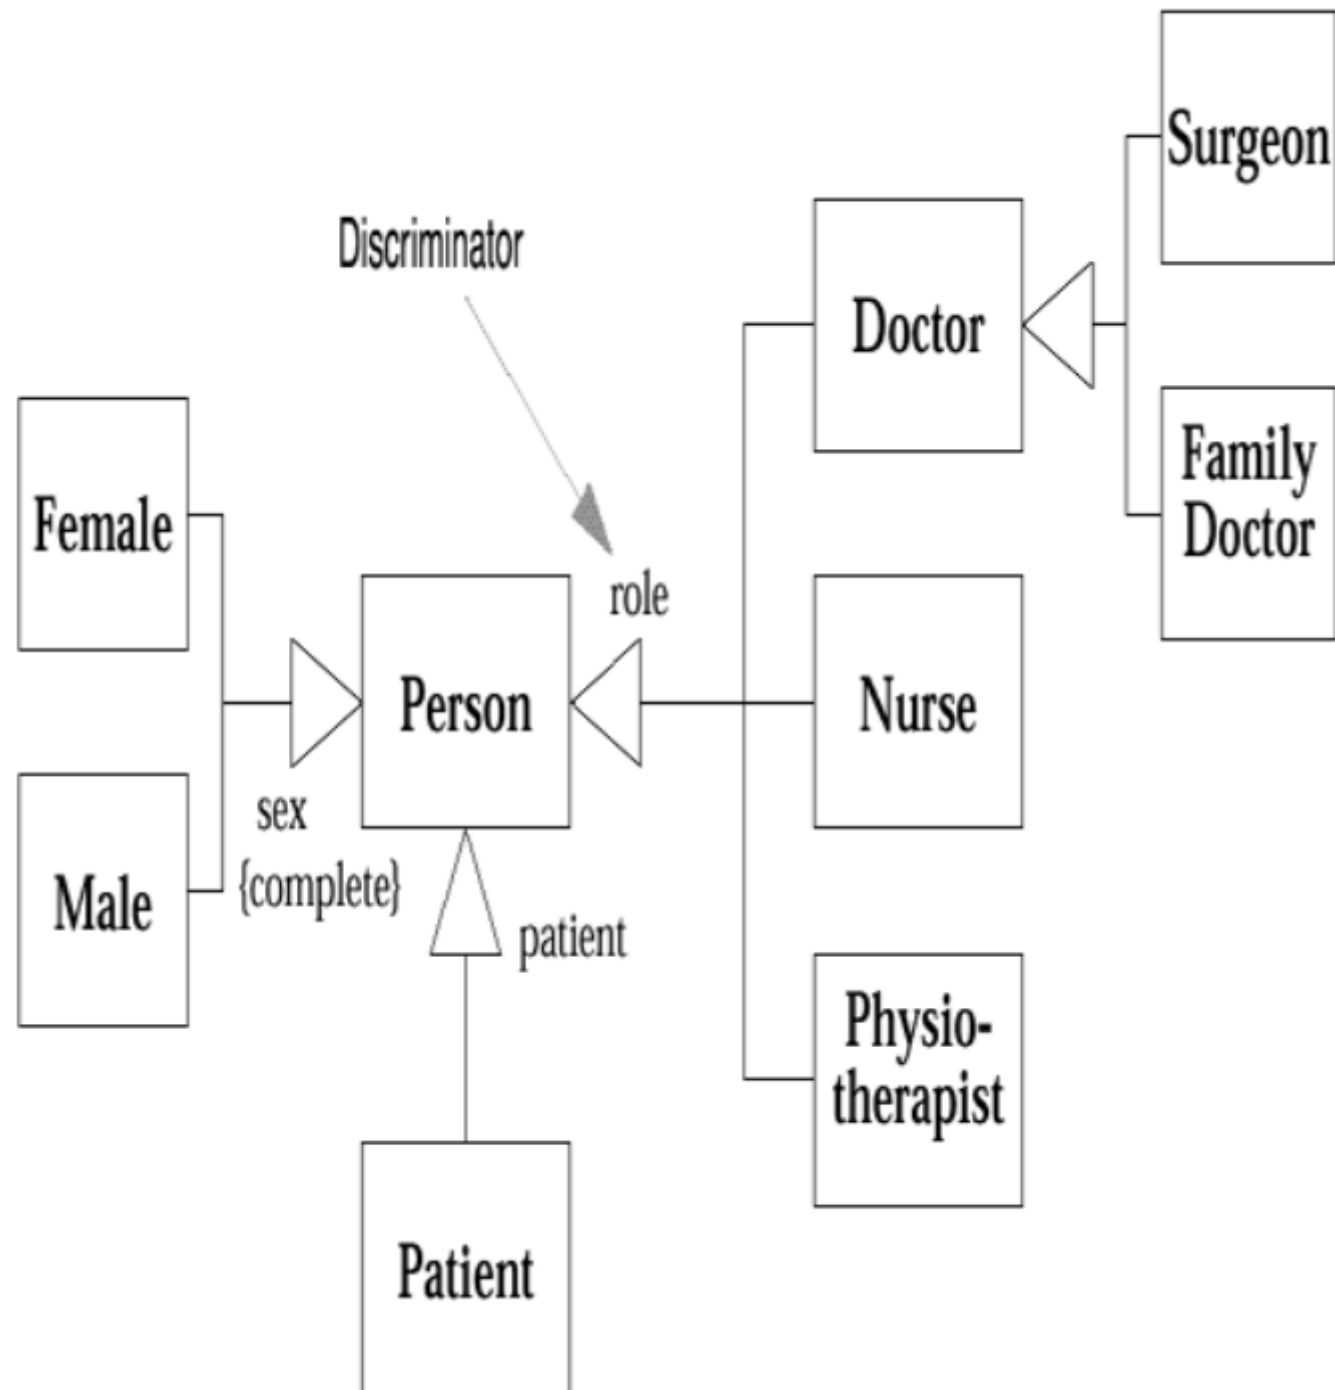 Surgeon
Discriminator
Doctor
Family
Doctor
Female
role
Person
Nurse
sex
{complete}
Male
patient
Physio-
therapist
Patient